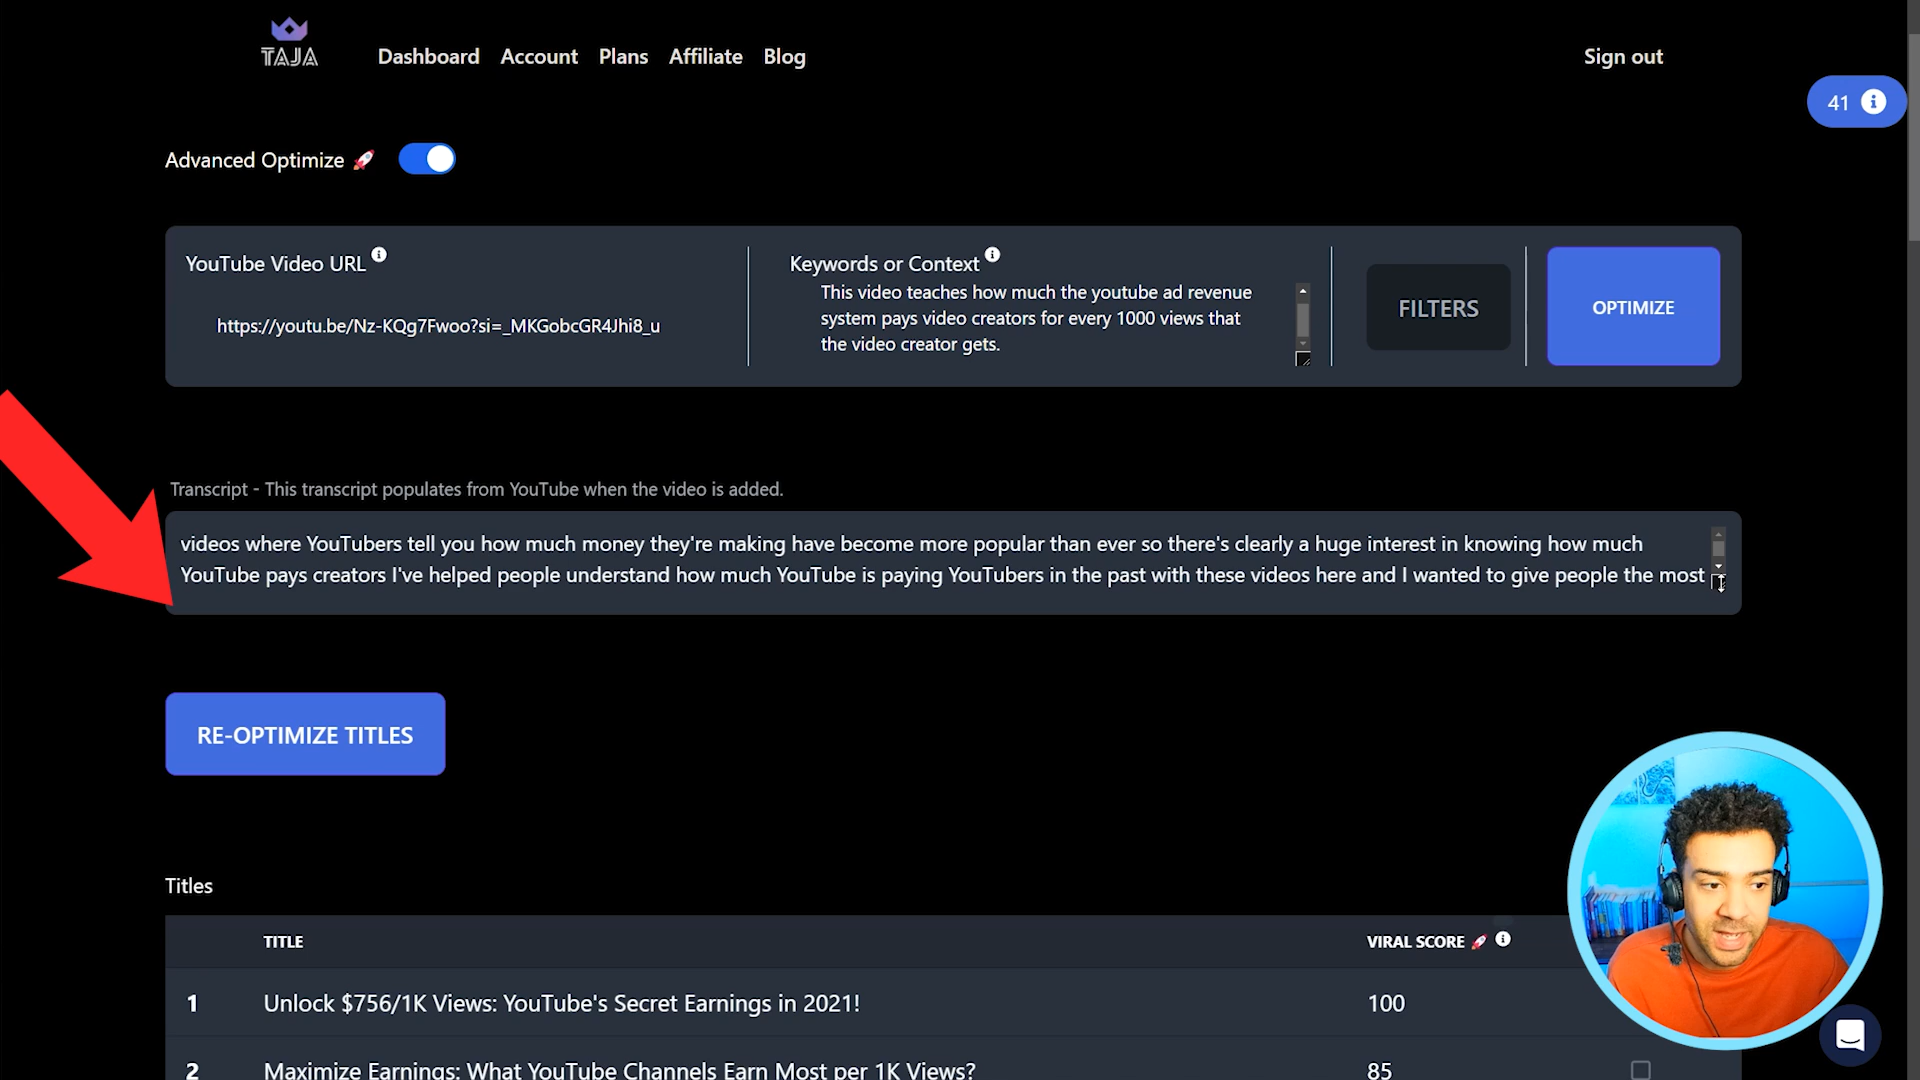 TAJA
Dashboard Account Plans Affiliate Blog
Sign out
41
Advanced Optimize
YouTube Video URL
https://youtu.be/Nz-KQg7Fwoo?si=_MKGobcGR4Jhi8_u
Keywords or Context
This video teaches how much the youtube ad revenue
system pays video creators for every 1000 views that
the video creator gets.
FILTERS
OPTIMIZE
Transcript - This transcript populates from YouTube when the video is added.
videos where YouTubers tell you how much money they're making have become more popular than ever so there's clearly a huge interest in knowing how much
YouTube pays creators I've helped people understand how much YouTube is paying YouTubers in the past with these videos here and I wanted to give people the most
RE-OPTIMIZE TITLES
Titles
TITLE VIRAL SCORE
1 Unlock $756/1K Views: YouTube's Secret Earnings in 2021! 100
2 Maximize Earnings: What YouTube Channels Earn Most per 1K Views? 85